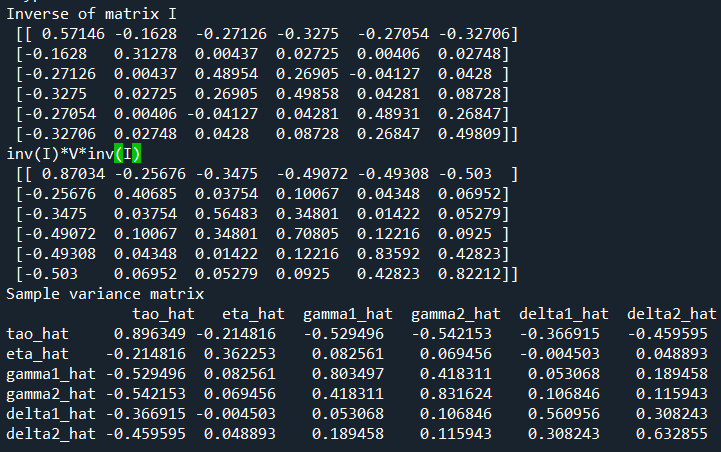 Inverse of matrix I
[[ 0.57146 -0.1628 -0.27126 -0.3275 -0.27054 -0.32706]
[-0.1628 0.31278 0.00437 0.02725 0.00406 0.02748]
[-0.27126 0.00437 0.48954 0.26905 -0.04127 0.0428 ]
[-0.3275 0.02725 0.26905 0.49858 0.04281 0.08728]
[-0.27054 0.00406 -0.04127 0.04281 0.48931 0.26847]
[-0.32706 0.02748 0.0428 0.08728 0.26847 0.49809]]
inv(I)*V*inv(I)
[[ 0.87034 -0.25676 -0.3475 -0.49072 -0.49308 -0.503 ]
[-0.25676 0.40685 0.03754 0.10067 0.04348 0.06952]
[-0.3475 0.03754 0.56483 0.34801 0.01422 0.05279]
[-0.49072 0.10067 0.34801 0.70805 0.12216 0.0925 ]
[-0.49308 0.04348 0.01422 0.12216 0.83592 0.42823]
[-0.503 0.06952 0.05279 0.0925 0.42823 0.82212]]
Sample variance matrix
tao_hat eta_hat gamma1_hat gamma2_hat delta1_hat delta2_hat
tao_hat 0.896349 -0.214816 -0.529496 -0.542153 -0.366915 -0.459595
eta_hat -0.214816 0.362253 0.082561 0.069456 -0.004503 0.048893
gamma1_hat -0.529496 0.082561 0.803497 0.418311 0.053068 0.189458
gamma2_hat -0.542153 0.069456 0.418311 0.831624 0.106846 0.115943
delta1_hat -0.366915 -0.004503 0.053068 0.106846 0.560956 0.308243
delta2_hat -0.459595 0.048893 0.189458 0.115943 0.308243 0.632855